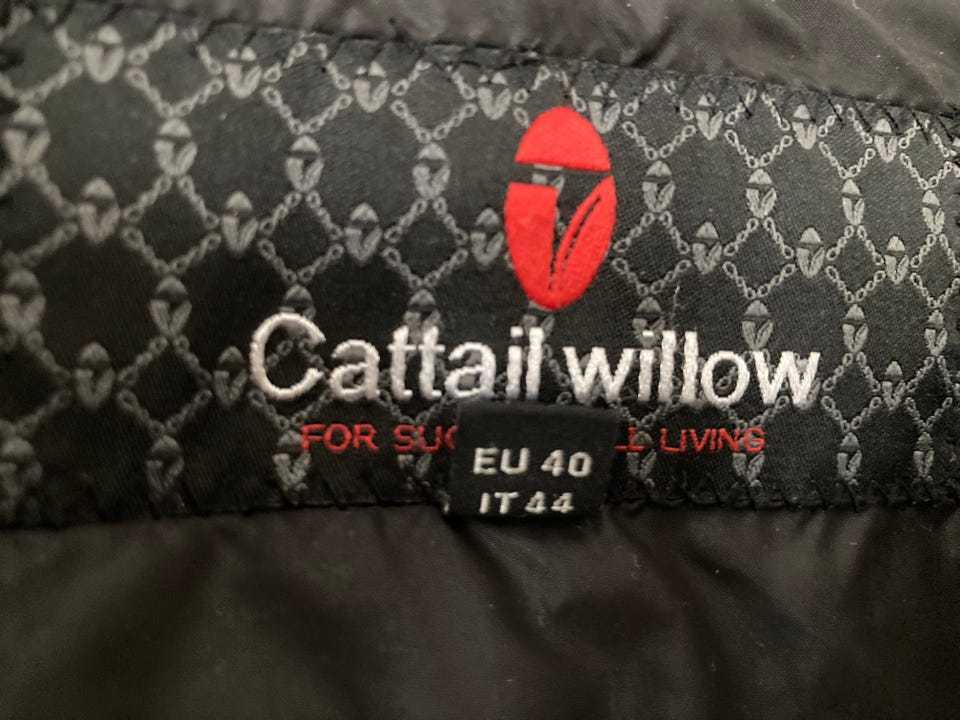 Cattail willow
FOR SUC L LIVING
EU 40
IT 44